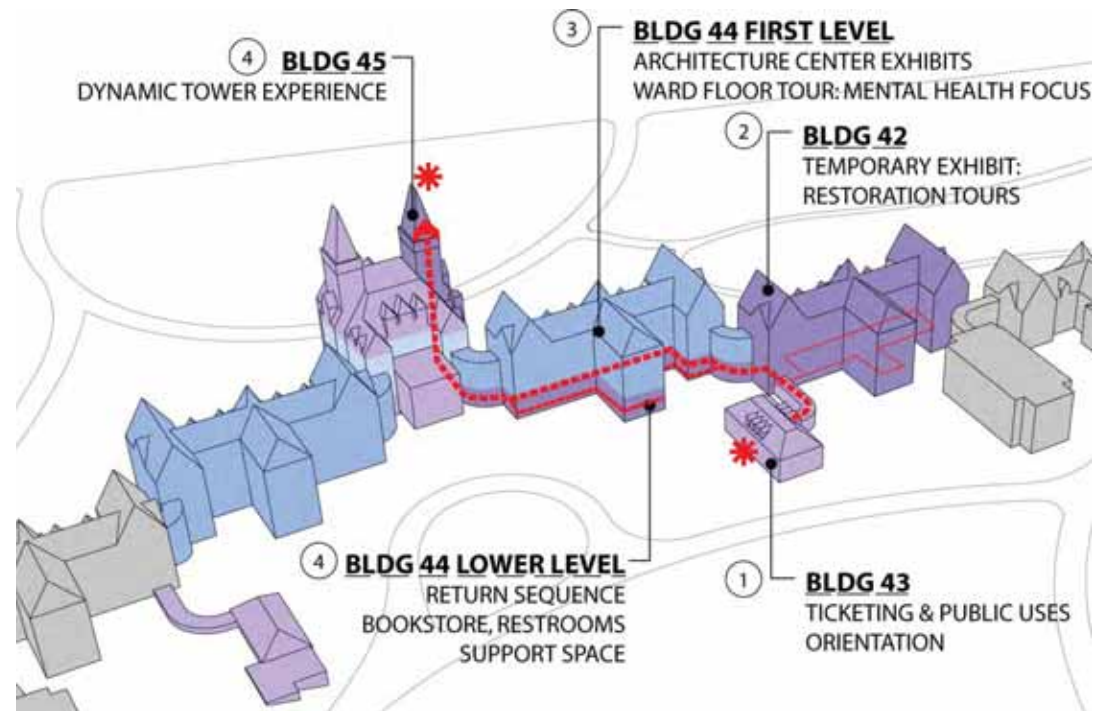 4 BLDG 45
DYNAMIC TOWER EXPERIENCE
3 BLDG 44 FIRST LEVEL
ARCHITECTURE CENTER EXHIBITS
WARD FLOOR TOUR: MENTAL HEALTH FOCUS
2 BLDG 42
TEMPORARY EXHIBIT:
RESTORATION TOURS
4 BLDG 44 LOWER LEVEL
RETURN SEQUENCE
BOOKSTORE, RESTROOMS
SUPPORT SPACE
1 BLDG 43
TICKETING & PUBLIC USES
ORIENTATION